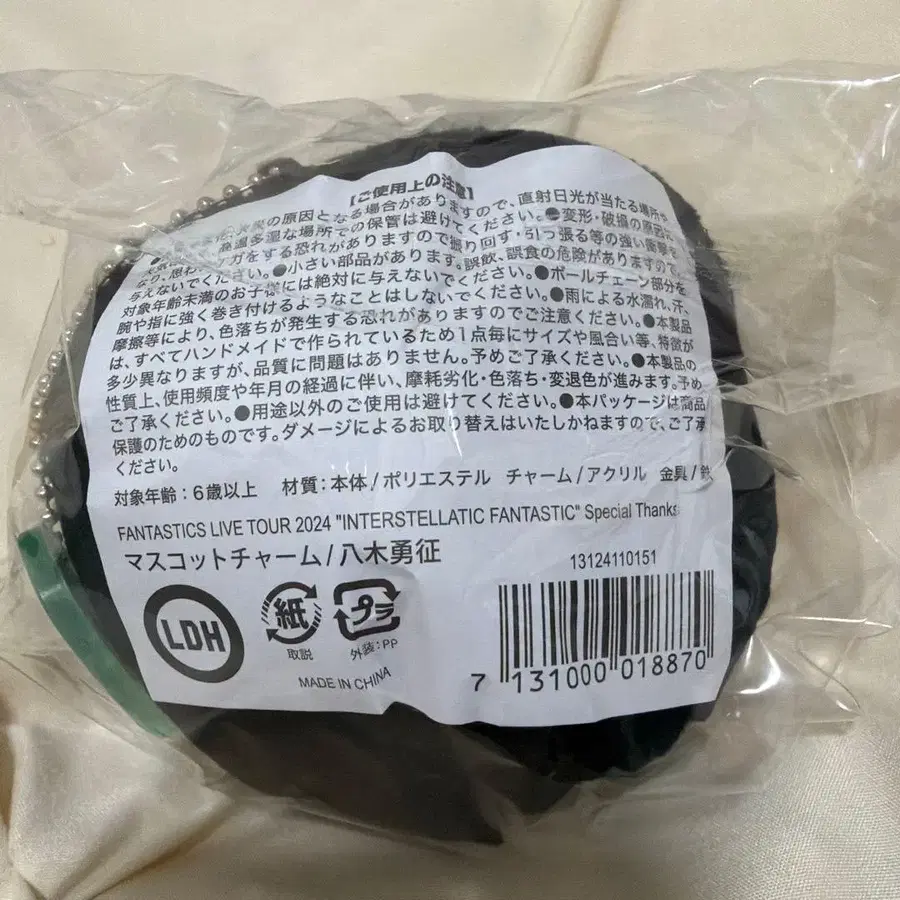 【ご使用上の注意】
火災の原因となる場合がありますので、直射日光が当たる場所や
高温多湿な場所での保管は避けてください。●変形・破損の原因
なり、思わぬケガをする恐れがありますので振り回す・引っ張る等の強い衝撃
与えないでください。●小さい部品があります。誤飲、誤食の危険がありますので、
対象年齢未満のお子様には絶対に与えないでください。●ボールチェーン部分を
腕や指に強く巻き付けるようなことはしないでください。●雨による水濡れ、汗、
摩擦等により、色落ちが発生する恐れがありますのでご注意ください。●本製品
は、すべてハンドメイドで作られているため1点毎にサイズや風合い等、特徴が
多少異なりますが、品質に問題はありません。予めご了承ください。●本製品の
性質上、使用頻度や年月の経過に伴い、摩耗劣化・色落ち・変退色が進みます。予め
ご了承ください。●用途以外のご使用は避けてください。●本パッケージは商品
保護のためのものです。ダメージによるお取り替えはいたしかねますので、ご了承
ください。
対象年齢：6歳以上 材質：本体/ポリエステル チャーム/アクリル 金具/鉄
FANTASTICS LIVE TOUR 2024 "INTERSTELLATIC FANTASTIC" Special Thanks
マスコットチャーム/八木勇征
13124110151
LDH
紙
取説
プラ
外装：PP
MADE IN CHINA
7 131000 018870